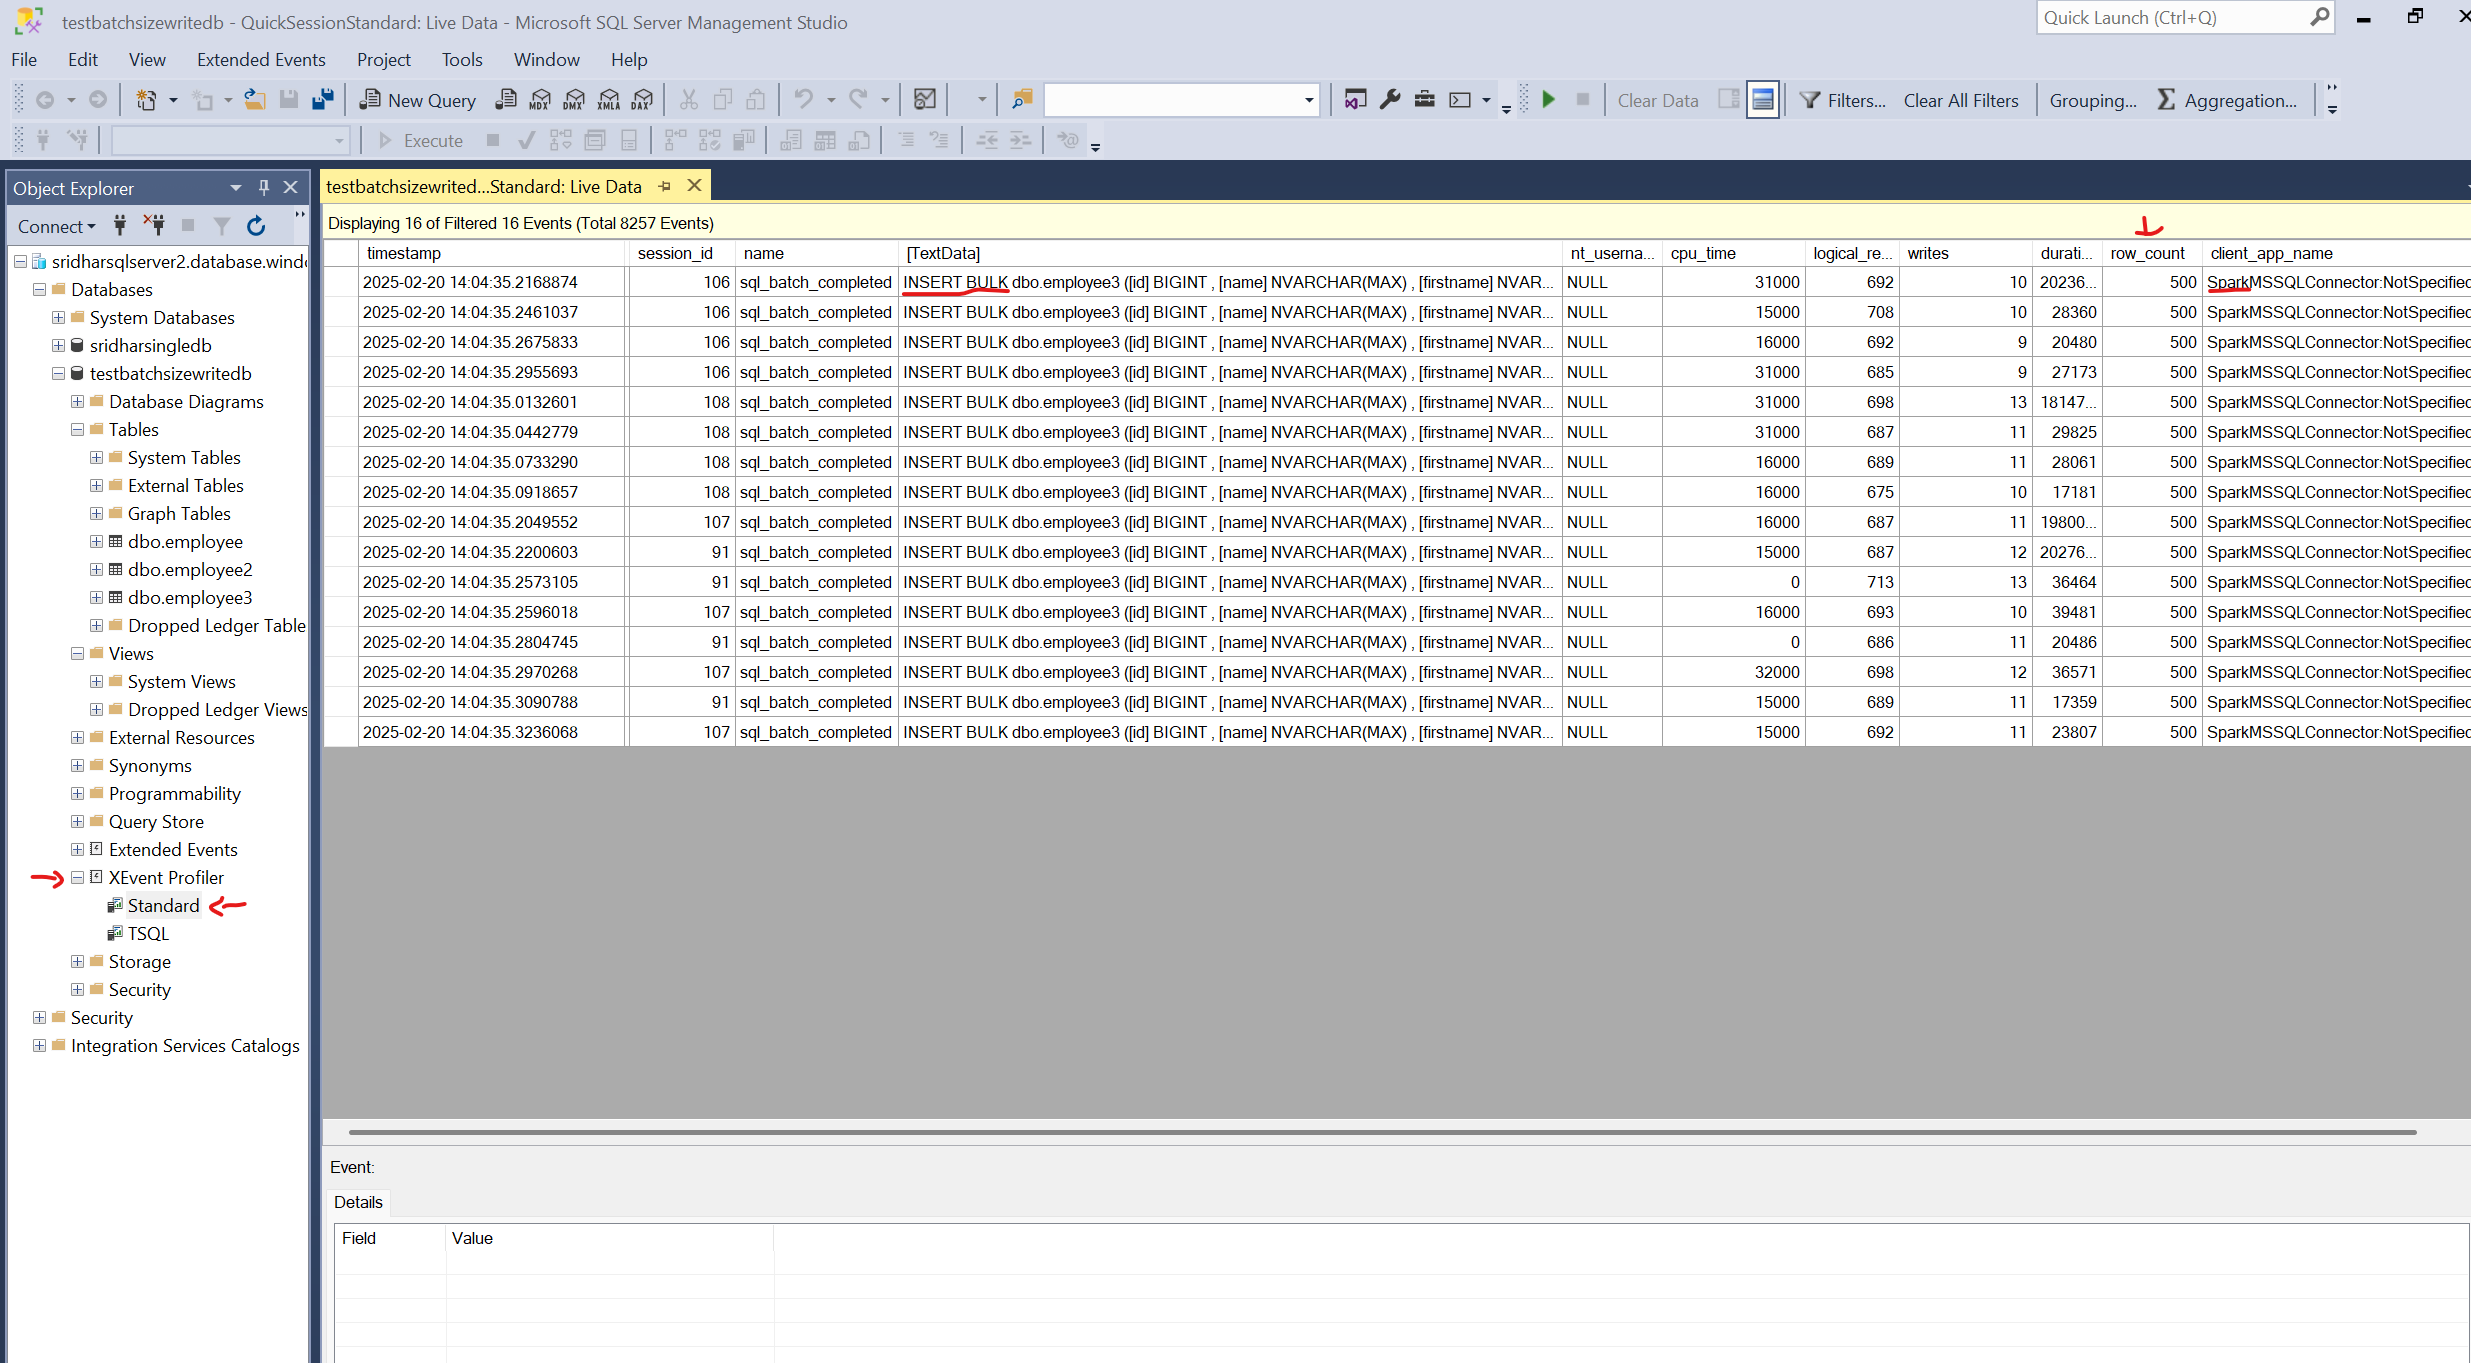 testbatchsizewritedb - QuickSessionStandard: Live Data - Microsoft SQL Server Management Studio
Quick Launch (Ctrl+Q)
File Edit View Extended Events Project Tools Window Help
New Query MDX DMX XMLA DAX Clear Data Filters... Clear All Filters Grouping... Aggregation...
Execute
Object Explorer
Connect
sridharsqlserver2.database.windo
Databases
System Databases
sridharsingledb
testbatchsizewritedb
Database Diagrams
Tables
System Tables
External Tables
Graph Tables
dbo.employee
dbo.employee2
dbo.employee3
Dropped Ledger Table
Views
System Views
Dropped Ledger Views
External Resources
Synonyms
Programmability
Query Store
Extended Events
XEvent Profiler
Standard
TSQL
Storage
Security
Security
Integration Services Catalogs
testbatchsizewrited...Standard: Live Data
Displaying 16 of Filtered 16 Events (Total 8257 Events)
timestamp session_id name [TextData] nt_userna... cpu_time logical_re... writes durati... row_count client_app_name
2025-02-20 14:04:35.2168874 106 sql_batch_completed INSERT BULK dbo.employee3 ([id] BIGINT , [name] NVARCHAR(MAX) , [firstname] NVAR... NULL 31000 692 10 20236... 500 SparkMSSQLConnector:NotSpecified
2025-02-20 14:04:35.2461037 106 sql_batch_completed INSERT BULK dbo.employee3 ([id] BIGINT , [name] NVARCHAR(MAX) , [firstname] NVAR... NULL 15000 708 10 28360 500 SparkMSSQLConnector:NotSpecified
2025-02-20 14:04:35.2675833 106 sql_batch_completed INSERT BULK dbo.employee3 ([id] BIGINT , [name] NVARCHAR(MAX) , [firstname] NVAR... NULL 16000 692 9 20480 500 SparkMSSQLConnector:NotSpecified
2025-02-20 14:04:35.2955693 106 sql_batch_completed INSERT BULK dbo.employee3 ([id] BIGINT , [name] NVARCHAR(MAX) , [firstname] NVAR... NULL 31000 685 9 27173 500 SparkMSSQLConnector:NotSpecified
2025-02-20 14:04:35.0132601 108 sql_batch_completed INSERT BULK dbo.employee3 ([id] BIGINT , [name] NVARCHAR(MAX) , [firstname] NVAR... NULL 31000 698 13 18147... 500 SparkMSSQLConnector:NotSpecified
2025-02-20 14:04:35.0442779 108 sql_batch_completed INSERT BULK dbo.employee3 ([id] BIGINT , [name] NVARCHAR(MAX) , [firstname] NVAR... NULL 31000 687 11 29825 500 SparkMSSQLConnector:NotSpecified
2025-02-20 14:04:35.0733290 108 sql_batch_completed INSERT BULK dbo.employee3 ([id] BIGINT , [name] NVARCHAR(MAX) , [firstname] NVAR... NULL 16000 689 11 28061 500 SparkMSSQLConnector:NotSpecified
2025-02-20 14:04:35.0918657 108 sql_batch_completed INSERT BULK dbo.employee3 ([id] BIGINT , [name] NVARCHAR(MAX) , [firstname] NVAR... NULL 16000 675 10 17181 500 SparkMSSQLConnector:NotSpecified
2025-02-20 14:04:35.2049552 107 sql_batch_completed INSERT BULK dbo.employee3 ([id] BIGINT , [name] NVARCHAR(MAX) , [firstname] NVAR... NULL 16000 687 11 19800... 500 SparkMSSQLConnector:NotSpecified
2025-02-20 14:04:35.2200603 91 sql_batch_completed INSERT BULK dbo.employee3 ([id] BIGINT , [name] NVARCHAR(MAX) , [firstname] NVAR... NULL 15000 687 12 20276... 500 SparkMSSQLConnector:NotSpecified
2025-02-20 14:04:35.2573105 91 sql_batch_completed INSERT BULK dbo.employee3 ([id] BIGINT , [name] NVARCHAR(MAX) , [firstname] NVAR... NULL 0 713 13 36464 500 SparkMSSQLConnector:NotSpecified
2025-02-20 14:04:35.2596018 107 sql_batch_completed INSERT BULK dbo.employee3 ([id] BIGINT , [name] NVARCHAR(MAX) , [firstname] NVAR... NULL 16000 693 10 39481 500 SparkMSSQLConnector:NotSpecified
2025-02-20 14:04:35.2804745 91 sql_batch_completed INSERT BULK dbo.employee3 ([id] BIGINT , [name] NVARCHAR(MAX) , [firstname] NVAR... NULL 0 686 11 20486 500 SparkMSSQLConnector:NotSpecified
2025-02-20 14:04:35.2970268 107 sql_batch_completed INSERT BULK dbo.employee3 ([id] BIGINT , [name] NVARCHAR(MAX) , [firstname] NVAR... NULL 32000 698 12 36571 500 SparkMSSQLConnector:NotSpecified
2025-02-20 14:04:35.3090788 91 sql_batch_completed INSERT BULK dbo.employee3 ([id] BIGINT , [name] NVARCHAR(MAX) , [firstname] NVAR... NULL 15000 689 11 17359 500 SparkMSSQLConnector:NotSpecified
2025-02-20 14:04:35.3236068 107 sql_batch_completed INSERT BULK dbo.employee3 ([id] BIGINT , [name] NVARCHAR(MAX) , [firstname] NVAR... NULL 15000 692 11 23807 500 SparkMSSQLConnector:NotSpecified
Event:
Details
Field Value